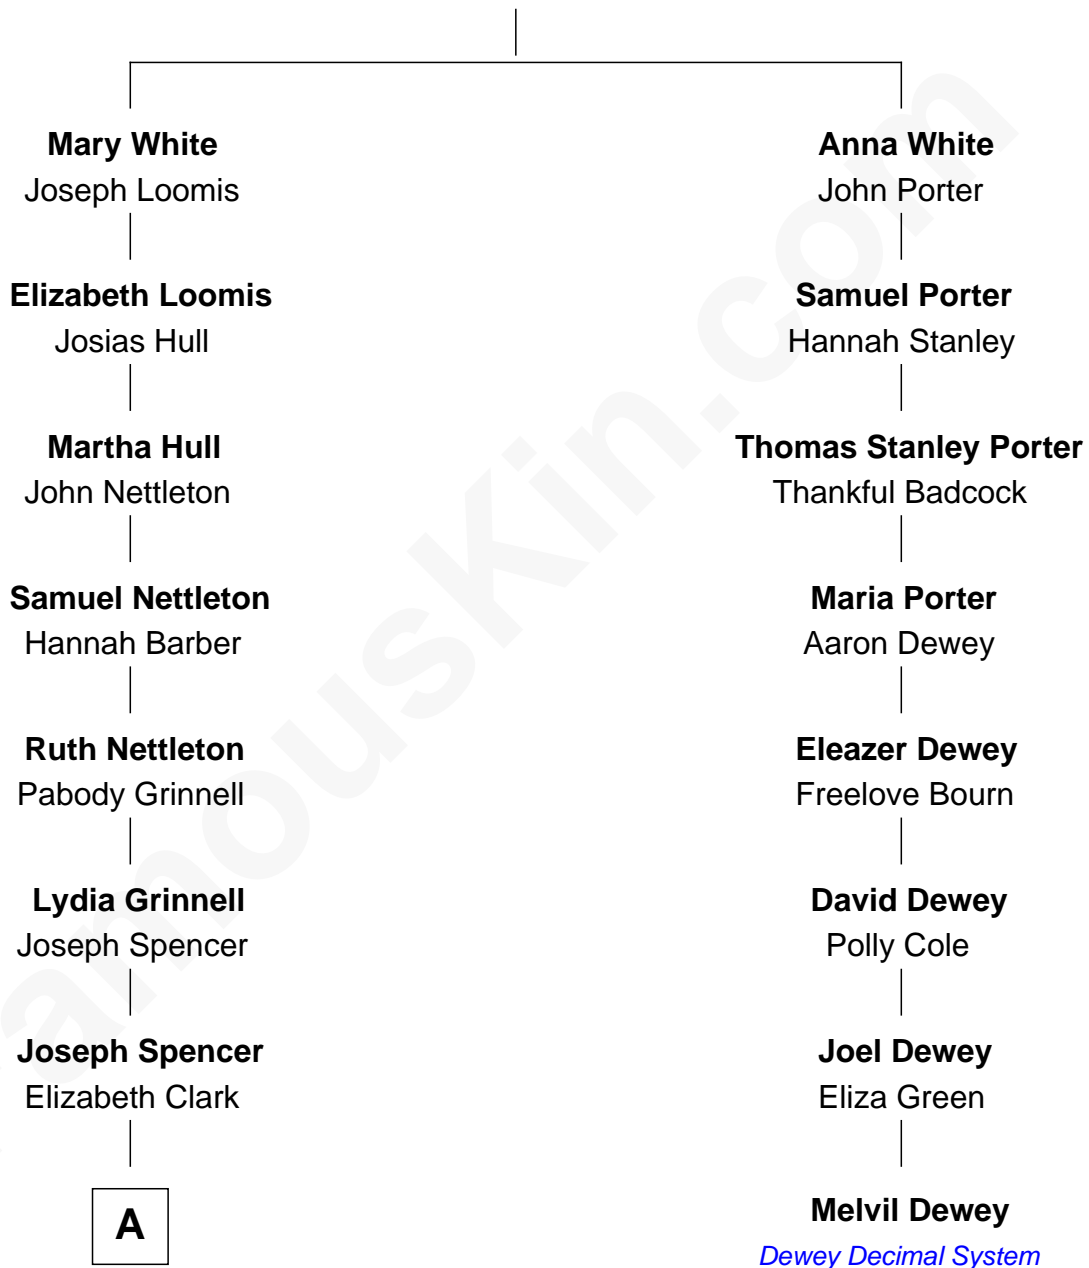 Mary White
Joseph Loomis
Elizabeth Loomis
Josias Hull
Martha Hull
John Nettleton
Samuel Nettleton
Hannah Barber
Ruth Nettleton
Pabody Grinnell
Lydia Grinnell
Joseph Spencer
Joseph Spencer
Elizabeth Clark
A
Anna White
John Porter
Samuel Porter
Hannah Stanley
Thomas Stanley Porter
Thankful Badcock
Maria Porter
Aaron Dewey
Eleazer Dewey
Freelove Bourn
David Dewey
Polly Cole
Joel Dewey
Eliza Green
Melvil Dewey
Dewey Decimal System
amouskin.com